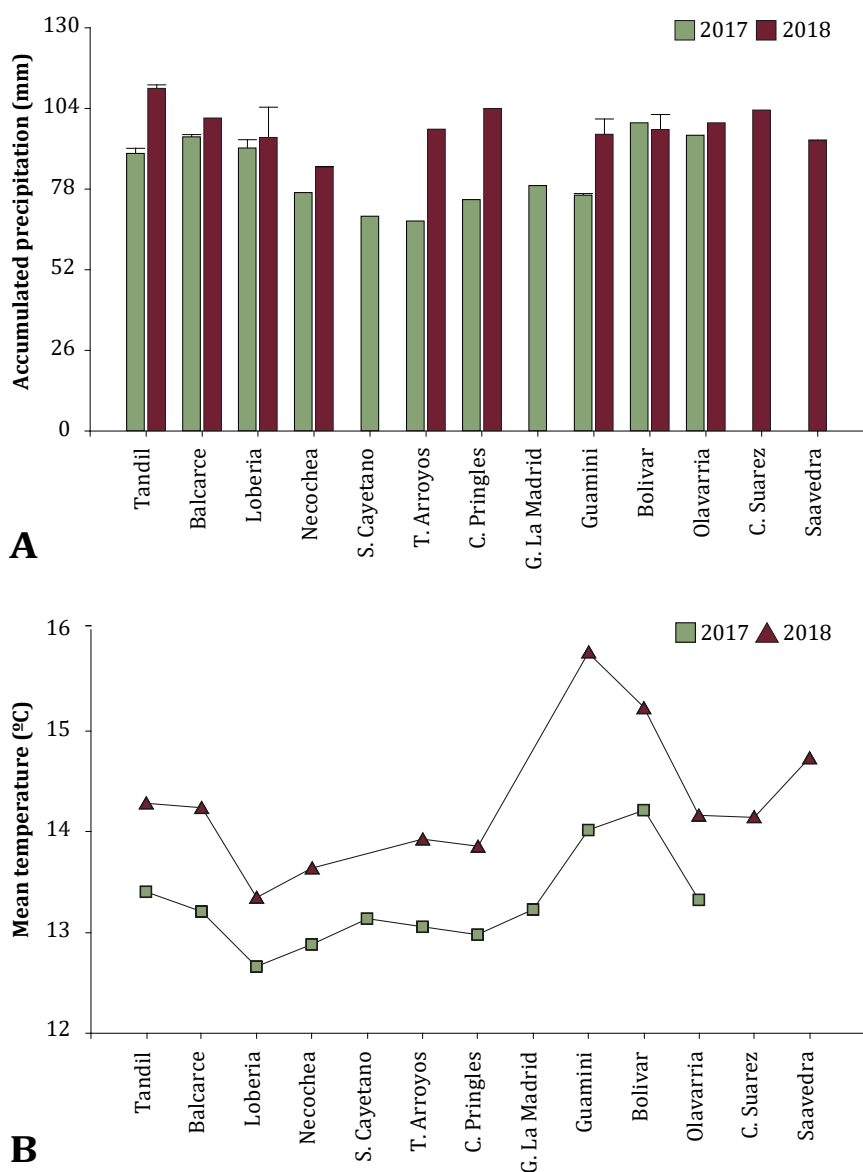 130
2017 2018
104
78
52
26
0
Accumulated precipitation (mm)
Tandil
Balcarce
Loberia
Necochea
S. Cayetano
T. Arroyos
C. Pringles
G. La Madrid
Guamini
Bolivar
Olavarria
C. Suarez
Saavedra
A
16
2017 2018
15
14
13
12
Mean temperature (ºC)
Tandil
Balcarce
Loberia
Necochea
S. Cayetano
T. Arroyos
C. Pringles
G. La Madrid
Guamini
Bolivar
Olavarria
C. Suarez
Saavedra
B